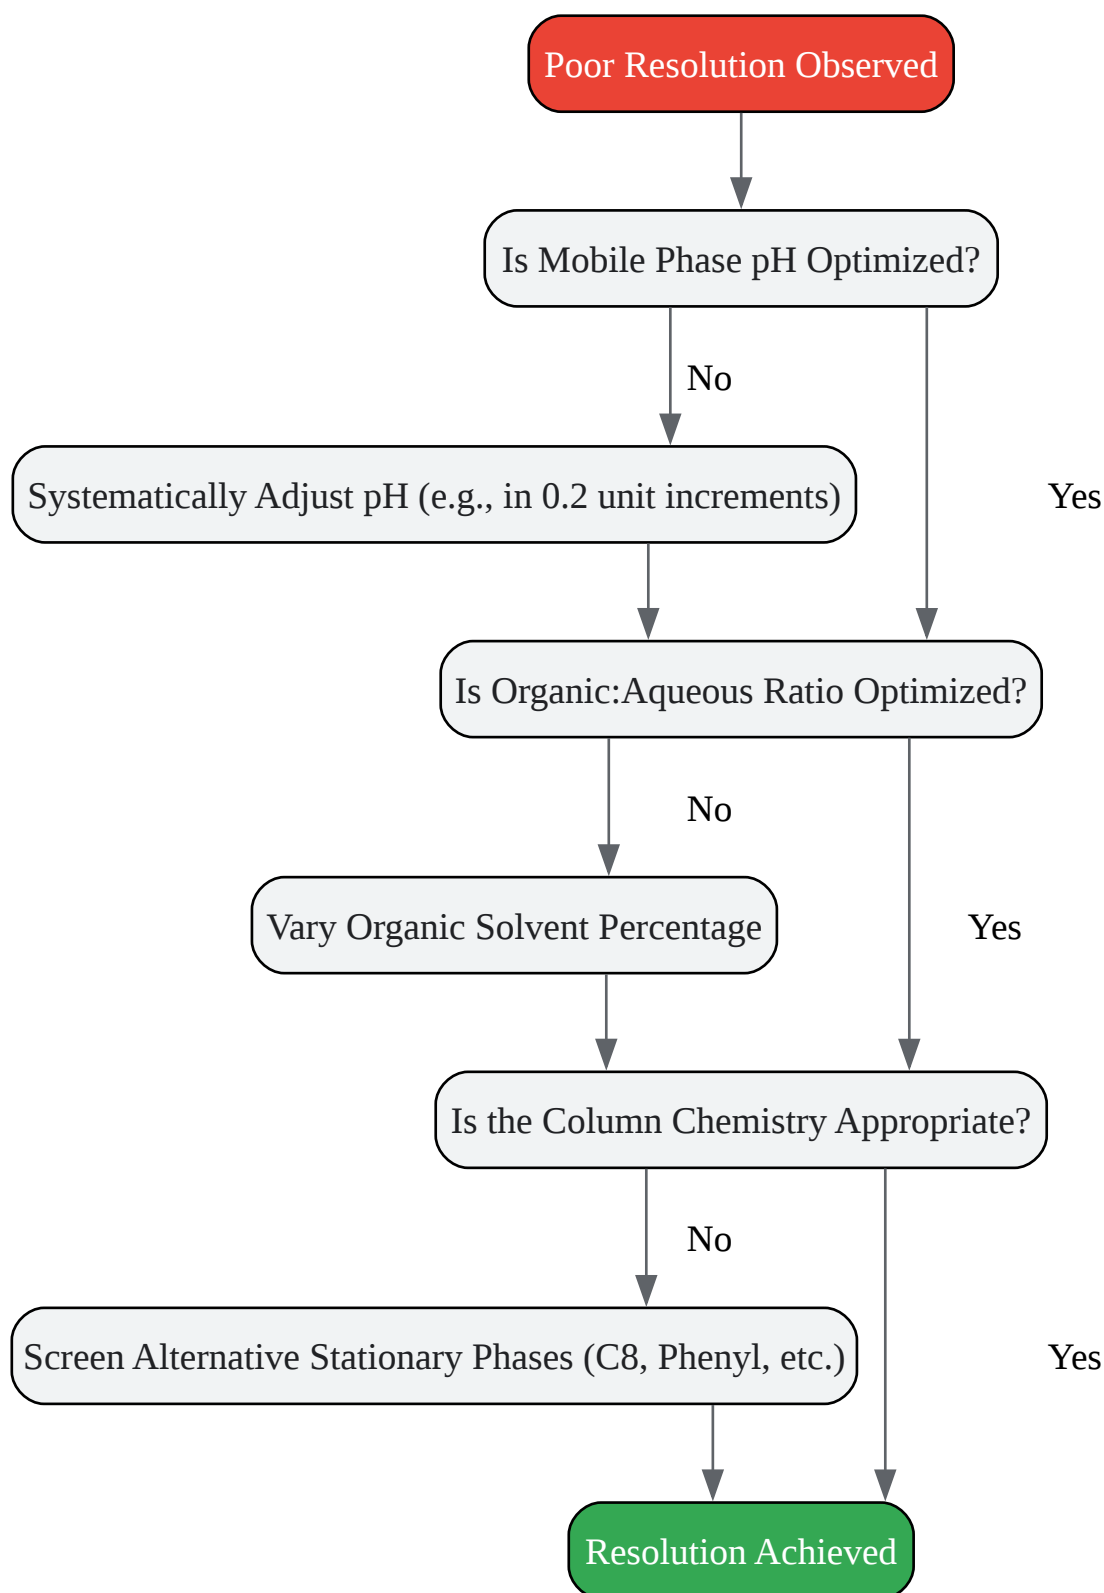 Poor Resolution Observed
Is Mobile Phase pH Optimized?
No
Systematically Adjust pH (e.g., in 0.2 unit increments)
Yes
Is Organic:Aqueous Ratio Optimized?
No
Vary Organic Solvent Percentage
Yes
Is the Column Chemistry Appropriate?
No
Screen Alternative Stationary Phases (C8, Phenyl, etc.)
Yes
Resolution Achieved